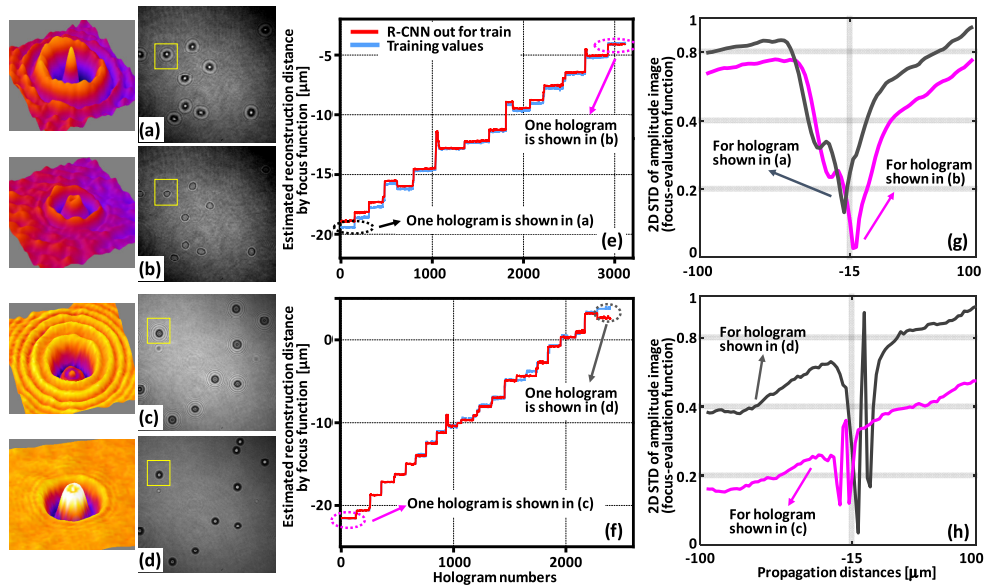 (a)
(b)
(c)
(d)
Estimated reconstruction distance
by focus function [µm]
-5
-10
-15
-20
R-CNN out for train
Training values
One hologram
is shown in (b)
One hologram is shown in (a)
(e)
0
1000
2000
3000
Estimated reconstruction distance
by focus function [µm]
0
-10
-20
One hologram
is shown in (d)
One hologram is shown in (c)
(f)
0
1000
2000
Hologram numbers
2D STD of amplitude image
(focus-evaluation function)
1
0.8
0.4
0.2
0
For hologram
shown in (a)
For hologram
shown in (b)
(g)
-100
-15
100
2D STD of amplitude image
(focus-evaluation function)
1
0.8
0.4
0.2
0
For hologram
shown in (d)
For hologram
shown in (c)
(h)
-100
-15
100
Propagation distances [µm]